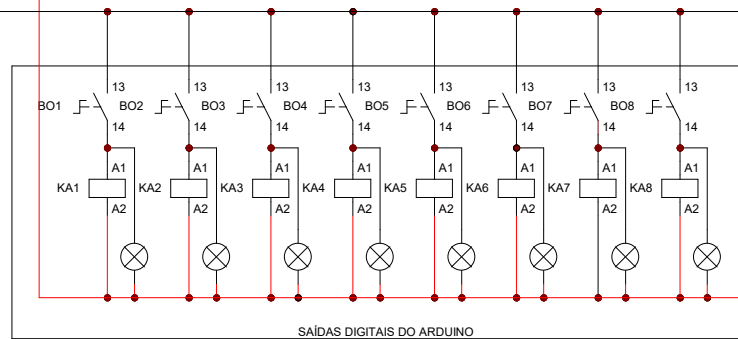 13 13 13 13 13 13 13 13
BO1 BO2 BO3 BO4 BO5 BO6 BO7 BO8
14 14 14 14 14 14 14 14
A1 A1 A1 A1 A1 A1 A1 A1
KA1 KA2 KA3 KA4 KA5 KA6 KA7 KA8
A2 A2 A2 A2 A2 A2 A2 A2
SAÍDAS DIGITAIS DO ARDUINO